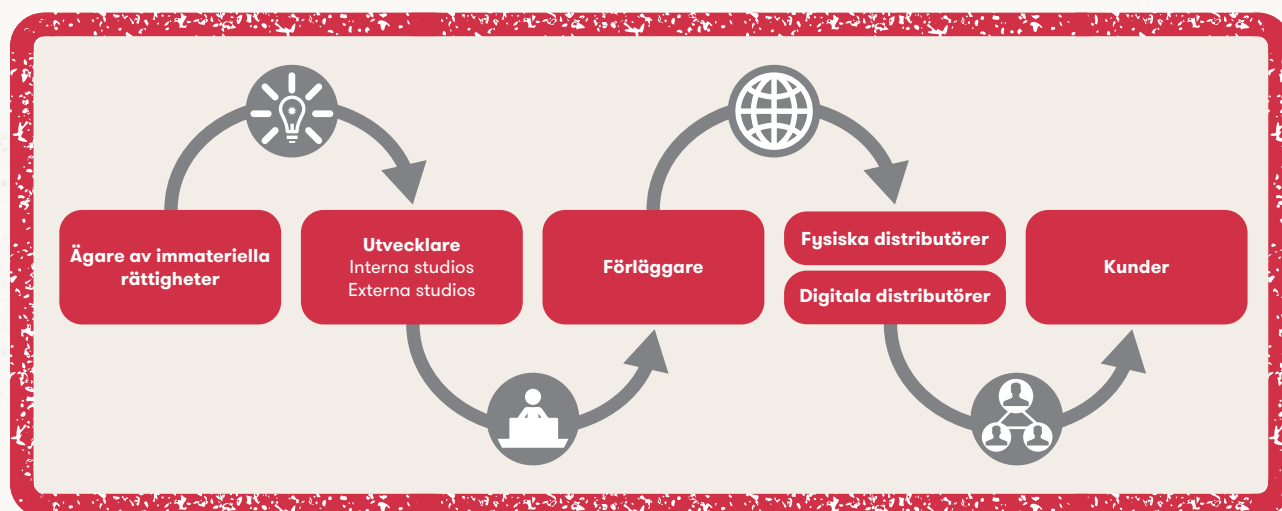 Ägare av immateriella
rättigheter
Utvecklare
Interna studios
Externa studios
Förläggare
Fysiska distributörer
Digitala distributörer
Kunder